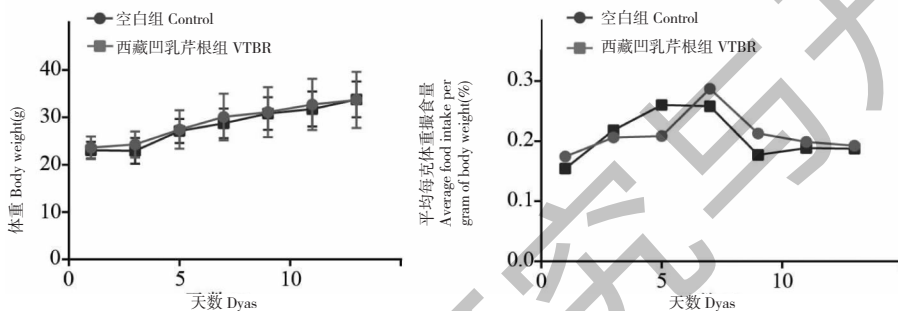 空白组 Control
西藏凹乳芹根组 VTBR
体重 Body weight(g)
40
30
20
10
0
0
5
10
天数 Dyas
空白组 Control
西藏凹乳芹根组 VTBR
平均每克体重摄食量
Average food intake per
gram of body weight(%)
0.3
0.2
0.1
0.0
0
5
10
天数 Dyas